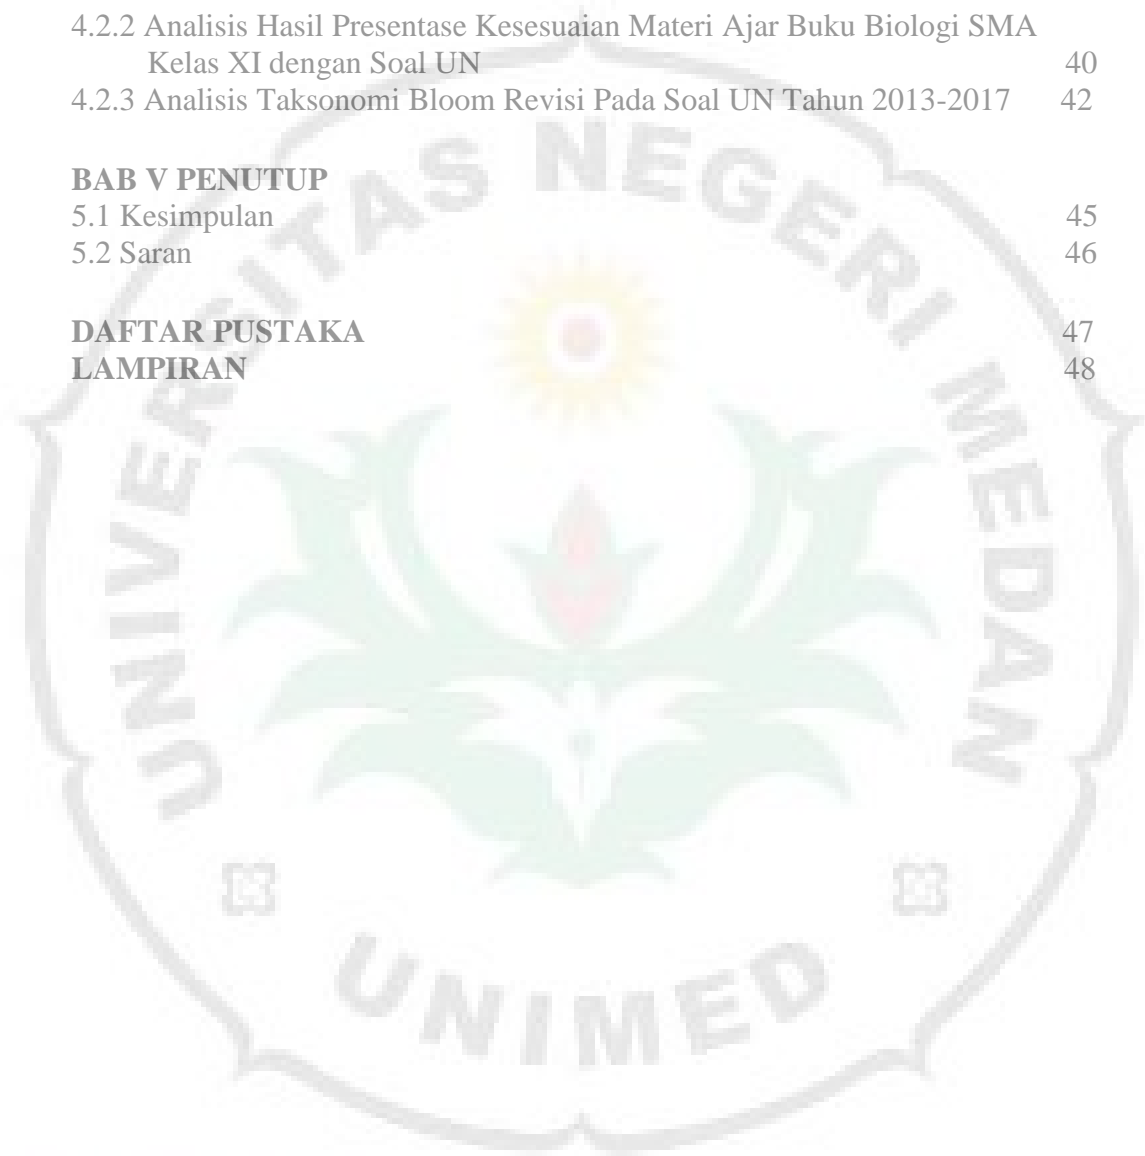 4.2.2 Analisis Hasil Presentase Kesesuaian Materi Ajar Buku Biologi SMA
Kelas XI dengan Soal UN 40
4.2.3 Analisis Taksonomi Bloom Revisi Pada Soal UN Tahun 2013-2017 42
BAB V PENUTUP
5.1 Kesimpulan 45
5.2 Saran 46
DAFTAR PUSTAKA 47
LAMPIRAN 48
UNIVERSITAS NEGERI MEDAN
UNIMED